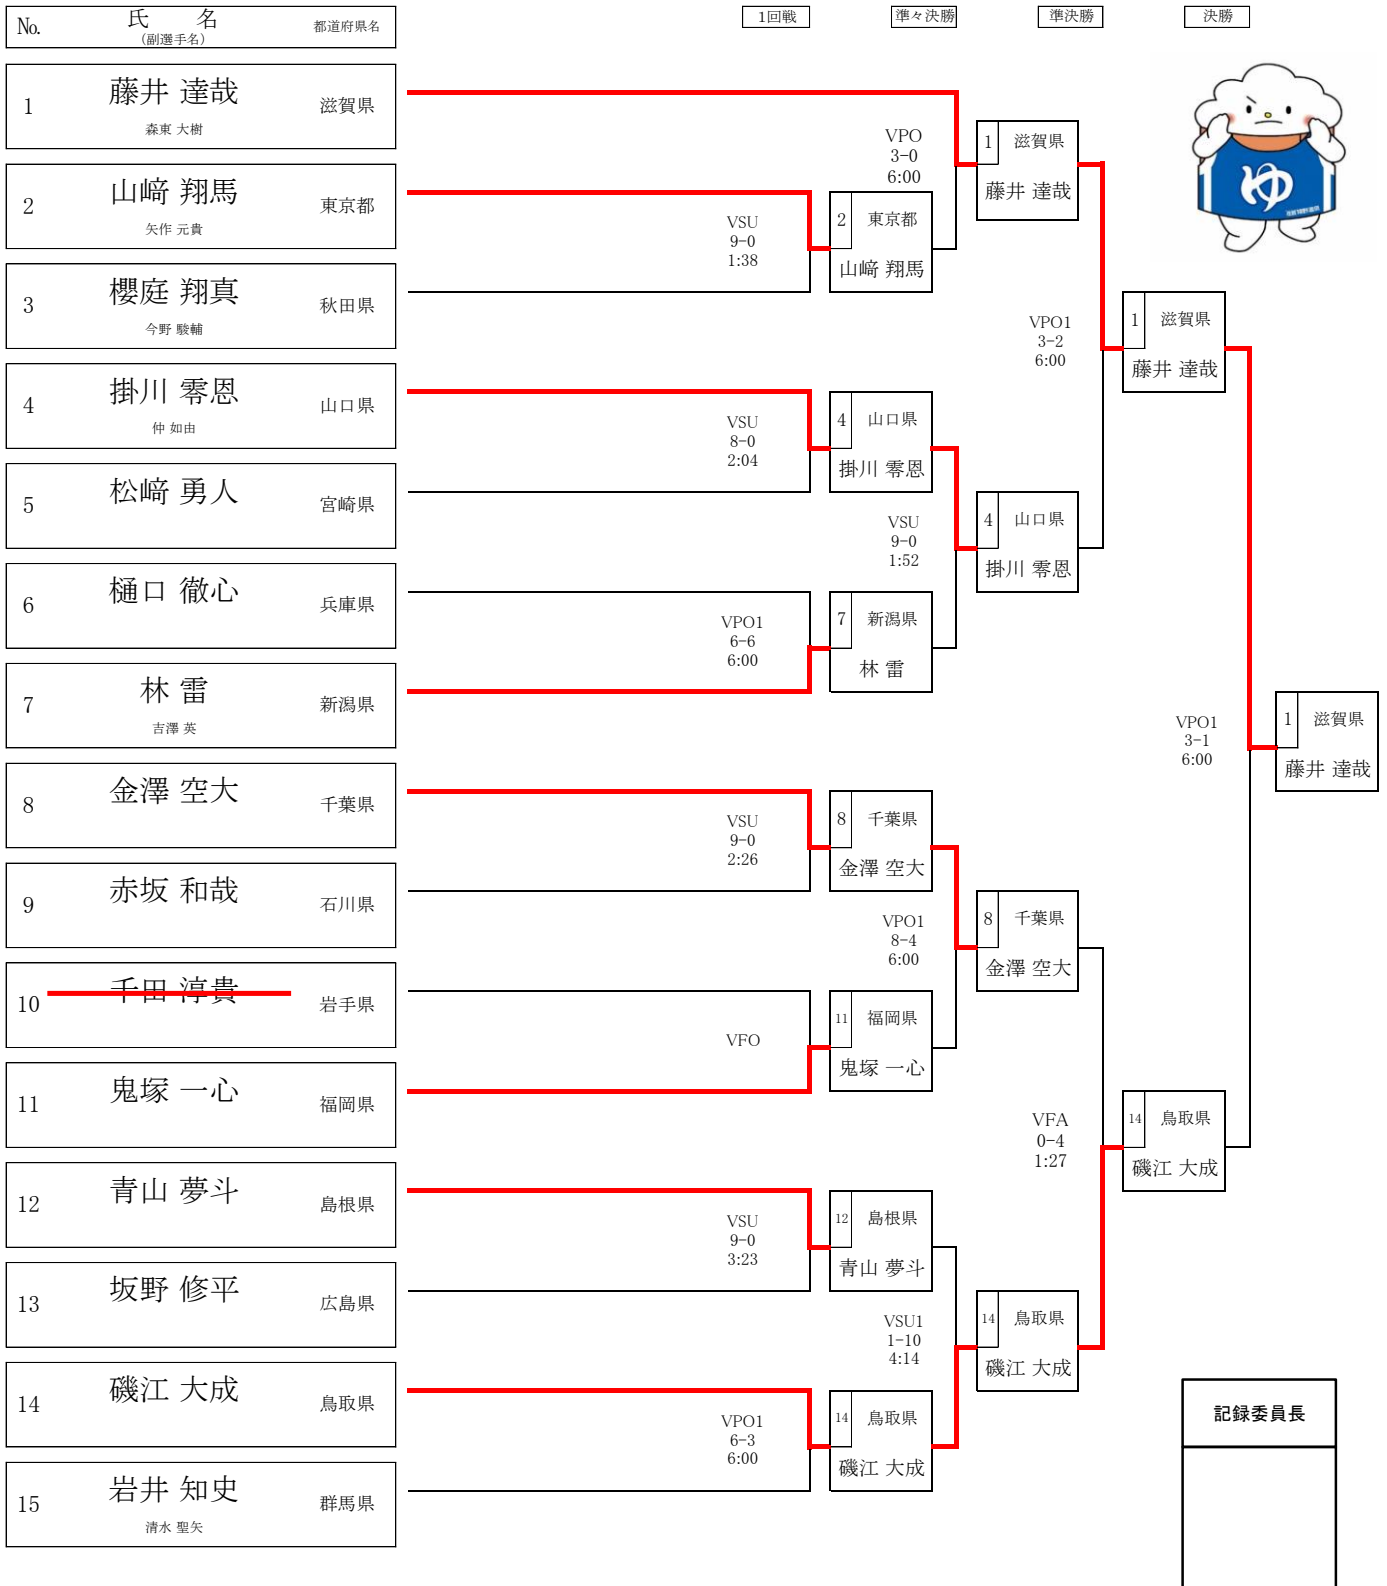 No. 氏 名 都道府県名 1回戦 準々決勝 準決勝 決勝
(副選手名)
1 藤井 達哉 滋賀県
森東 大樹
2 山﨑 翔馬 東京都
矢作 元貴
3 櫻庭 翔真 秋田県
今野 駿輔
4 掛川 零恩 山口県
仲 如由
5 松﨑 勇人 宮崎県
6 樋口 徹心 兵庫県
7 林 雷 新潟県
吉澤 英
8 金澤 空大 千葉県
9 赤坂 和哉 石川県
10 千田 淳貴 岩手県
11 鬼塚 一心 福岡県
12 青山 夢斗 島根県
13 坂野 修平 広島県
14 磯江 大成 鳥取県
15 岩井 知史 群馬県
清水 聖矢
VSU
9-0
1:38
VSU
8-0
2:04
VPO1
6-6
6:00
VSU
9-0
2:26
VFO
VSU
9-0
3:23
VPO1
6-3
6:00
2 東京都
山﨑 翔馬
4 山口県
掛川 零恩
7 新潟県
林 雷
8 千葉県
金澤 空大
11 福岡県
鬼塚 一心
12 島根県
青山 夢斗
14 鳥取県
磯江 大成
VPO
3-0
6:00
VSU
9-0
1:52
VPO1
8-4
6:00
VSU1
1-10
4:14
1 滋賀県
藤井 達哉
4 山口県
掛川 零恩
8 千葉県
金澤 空大
14 鳥取県
磯江 大成
VPO1
3-2
6:00
VFA
0-4
1:27
1 滋賀県
藤井 達哉
14 鳥取県
磯江 大成
VPO1
3-1
6:00
1 滋賀県
藤井 達哉
ゆ
記録委員長